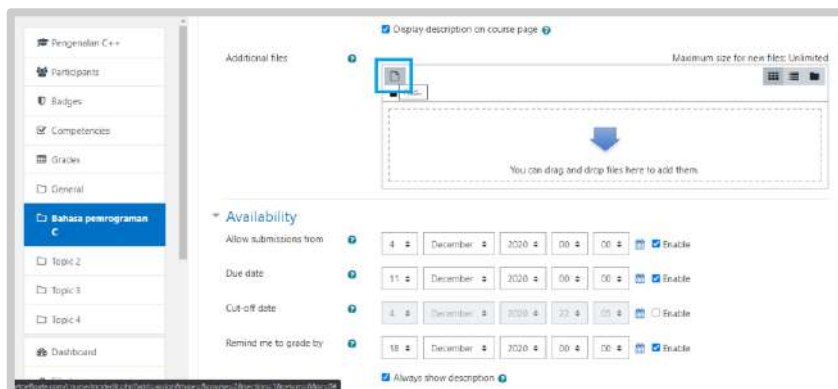 Display description on course page
Pengenalan C++
Participants
Badges
Competencies
Grades
General
Bahasa pemrograman
C
Topic 2
Topic 3
Topic 4
Dashboard
Additional files
Maximum size for new files: Unlimited
You can drag and drop files here to add them.
Availability
Allow submissions from
4 December 2020 00 00 Enable
Due date
11 December 2020 00 00 Enable
Cut-off date
4 December 2020 22 05 Enable
Remind me to grade by
18 December 2020 00 00 Enable
Always show description